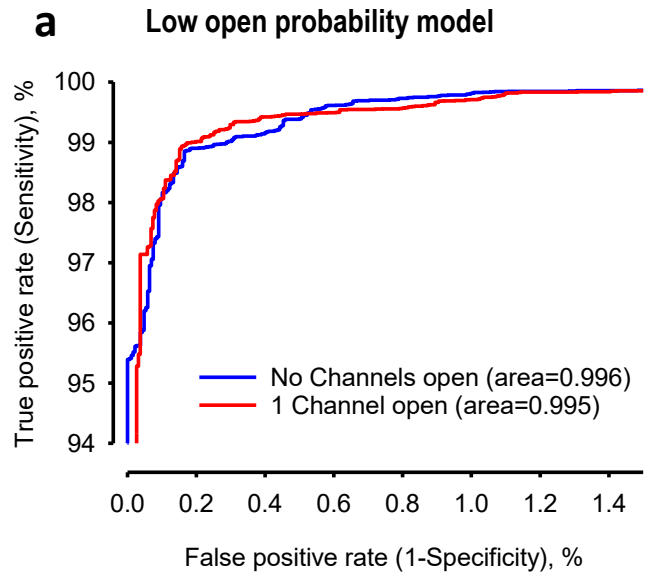 a Low open probability model
True positive rate (Sensitivity), %
100
99
98
97
96
95
94
No Channels open (area=0.996)
1 Channel open (area=0.995)
0.0 0.2 0.4 0.6 0.8 1.0 1.2 1.4
False positive rate (1-Specificity), %